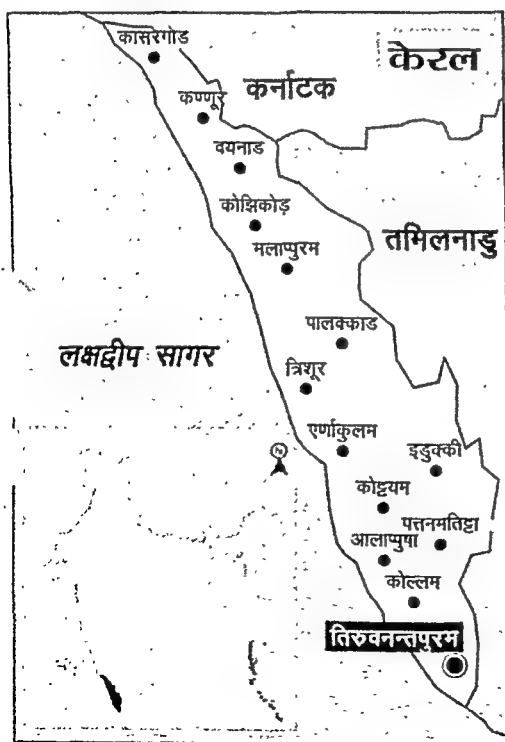 कासरगोड
केरल
कर्नाटक
कण्णूर
वयनाड
कोझिकोड़
तमिलनाडु
मलाप्पुरम
पालक्काड
लक्षद्वीप सागर
त्रिशूर
एर्णाकुलम
इडुक्की
कोट्टयम
पत्तनमतिट्टा
आलाप्पुषा
कोल्लम
तिरुवनन्तपुरम